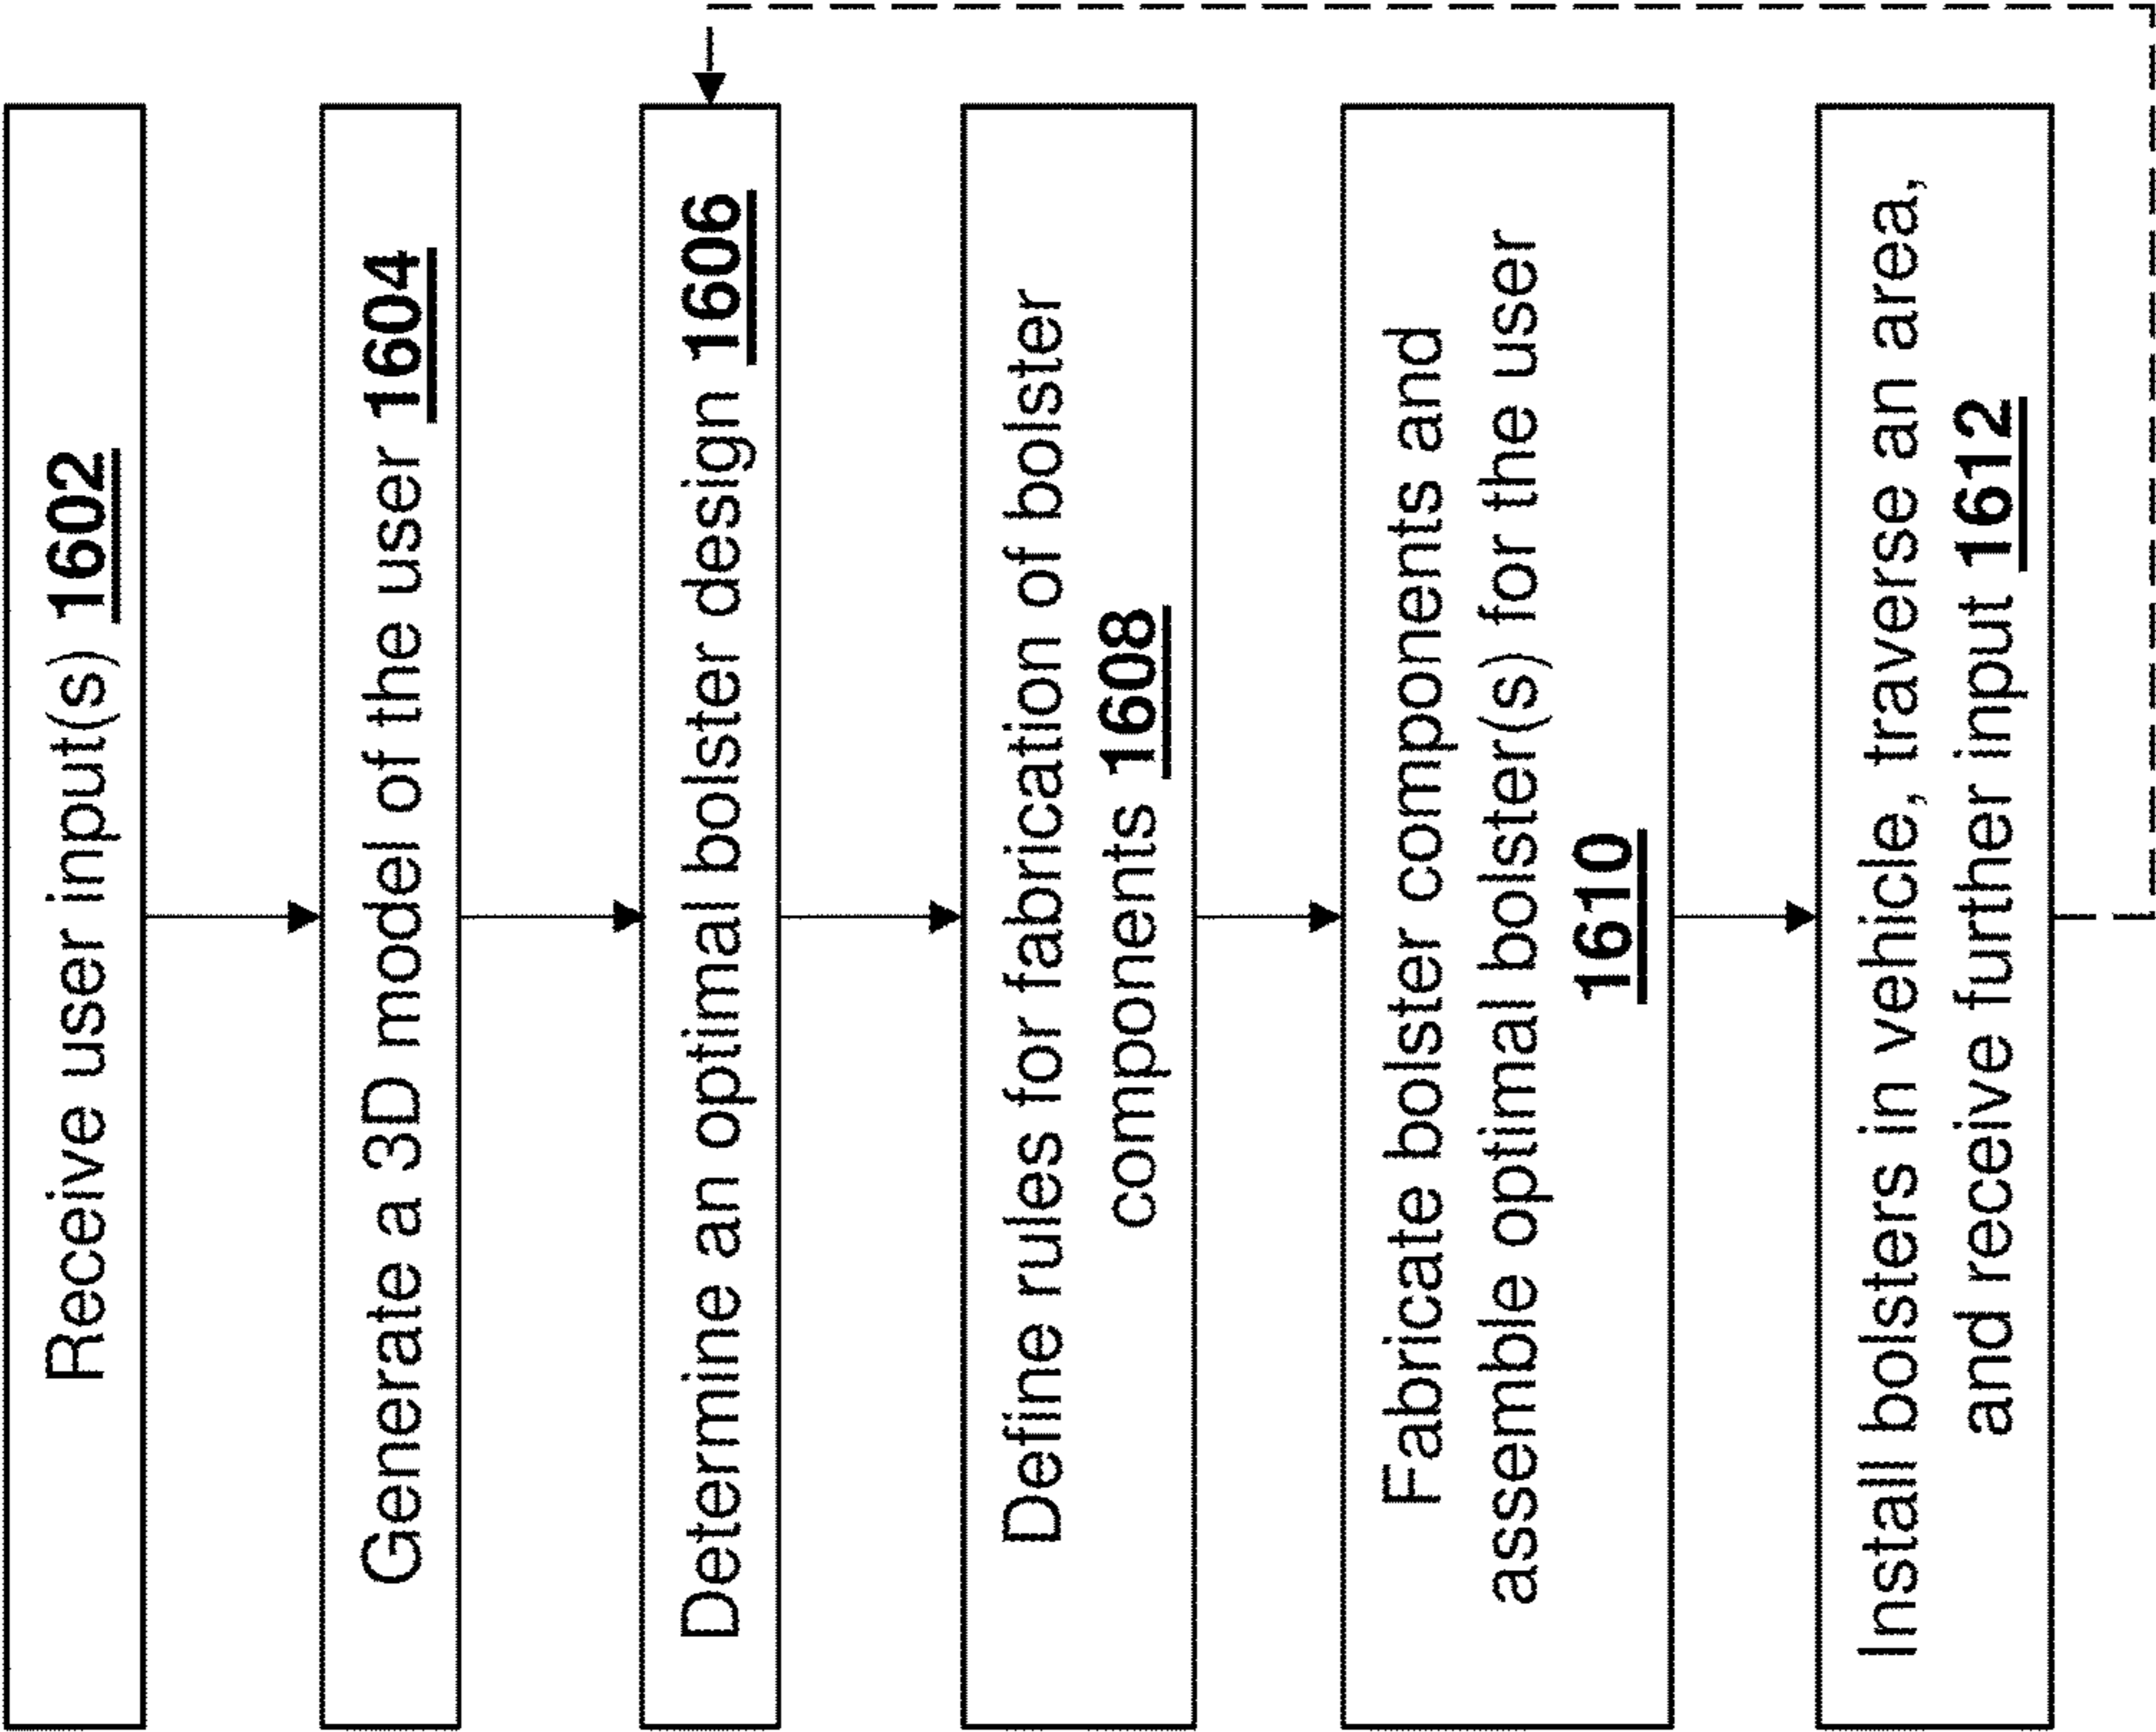 Receive user input(s) 1602
Generate a 3D model of the user 1604
Determine an optimal bolster design 1606
Define rules for fabrication of bolster
components 1608
Fabricate bolster components and
assemble optimal bolster(s) for the user
1610
Install bolsters in vehicle, traverse an area,
and receive further input 1612